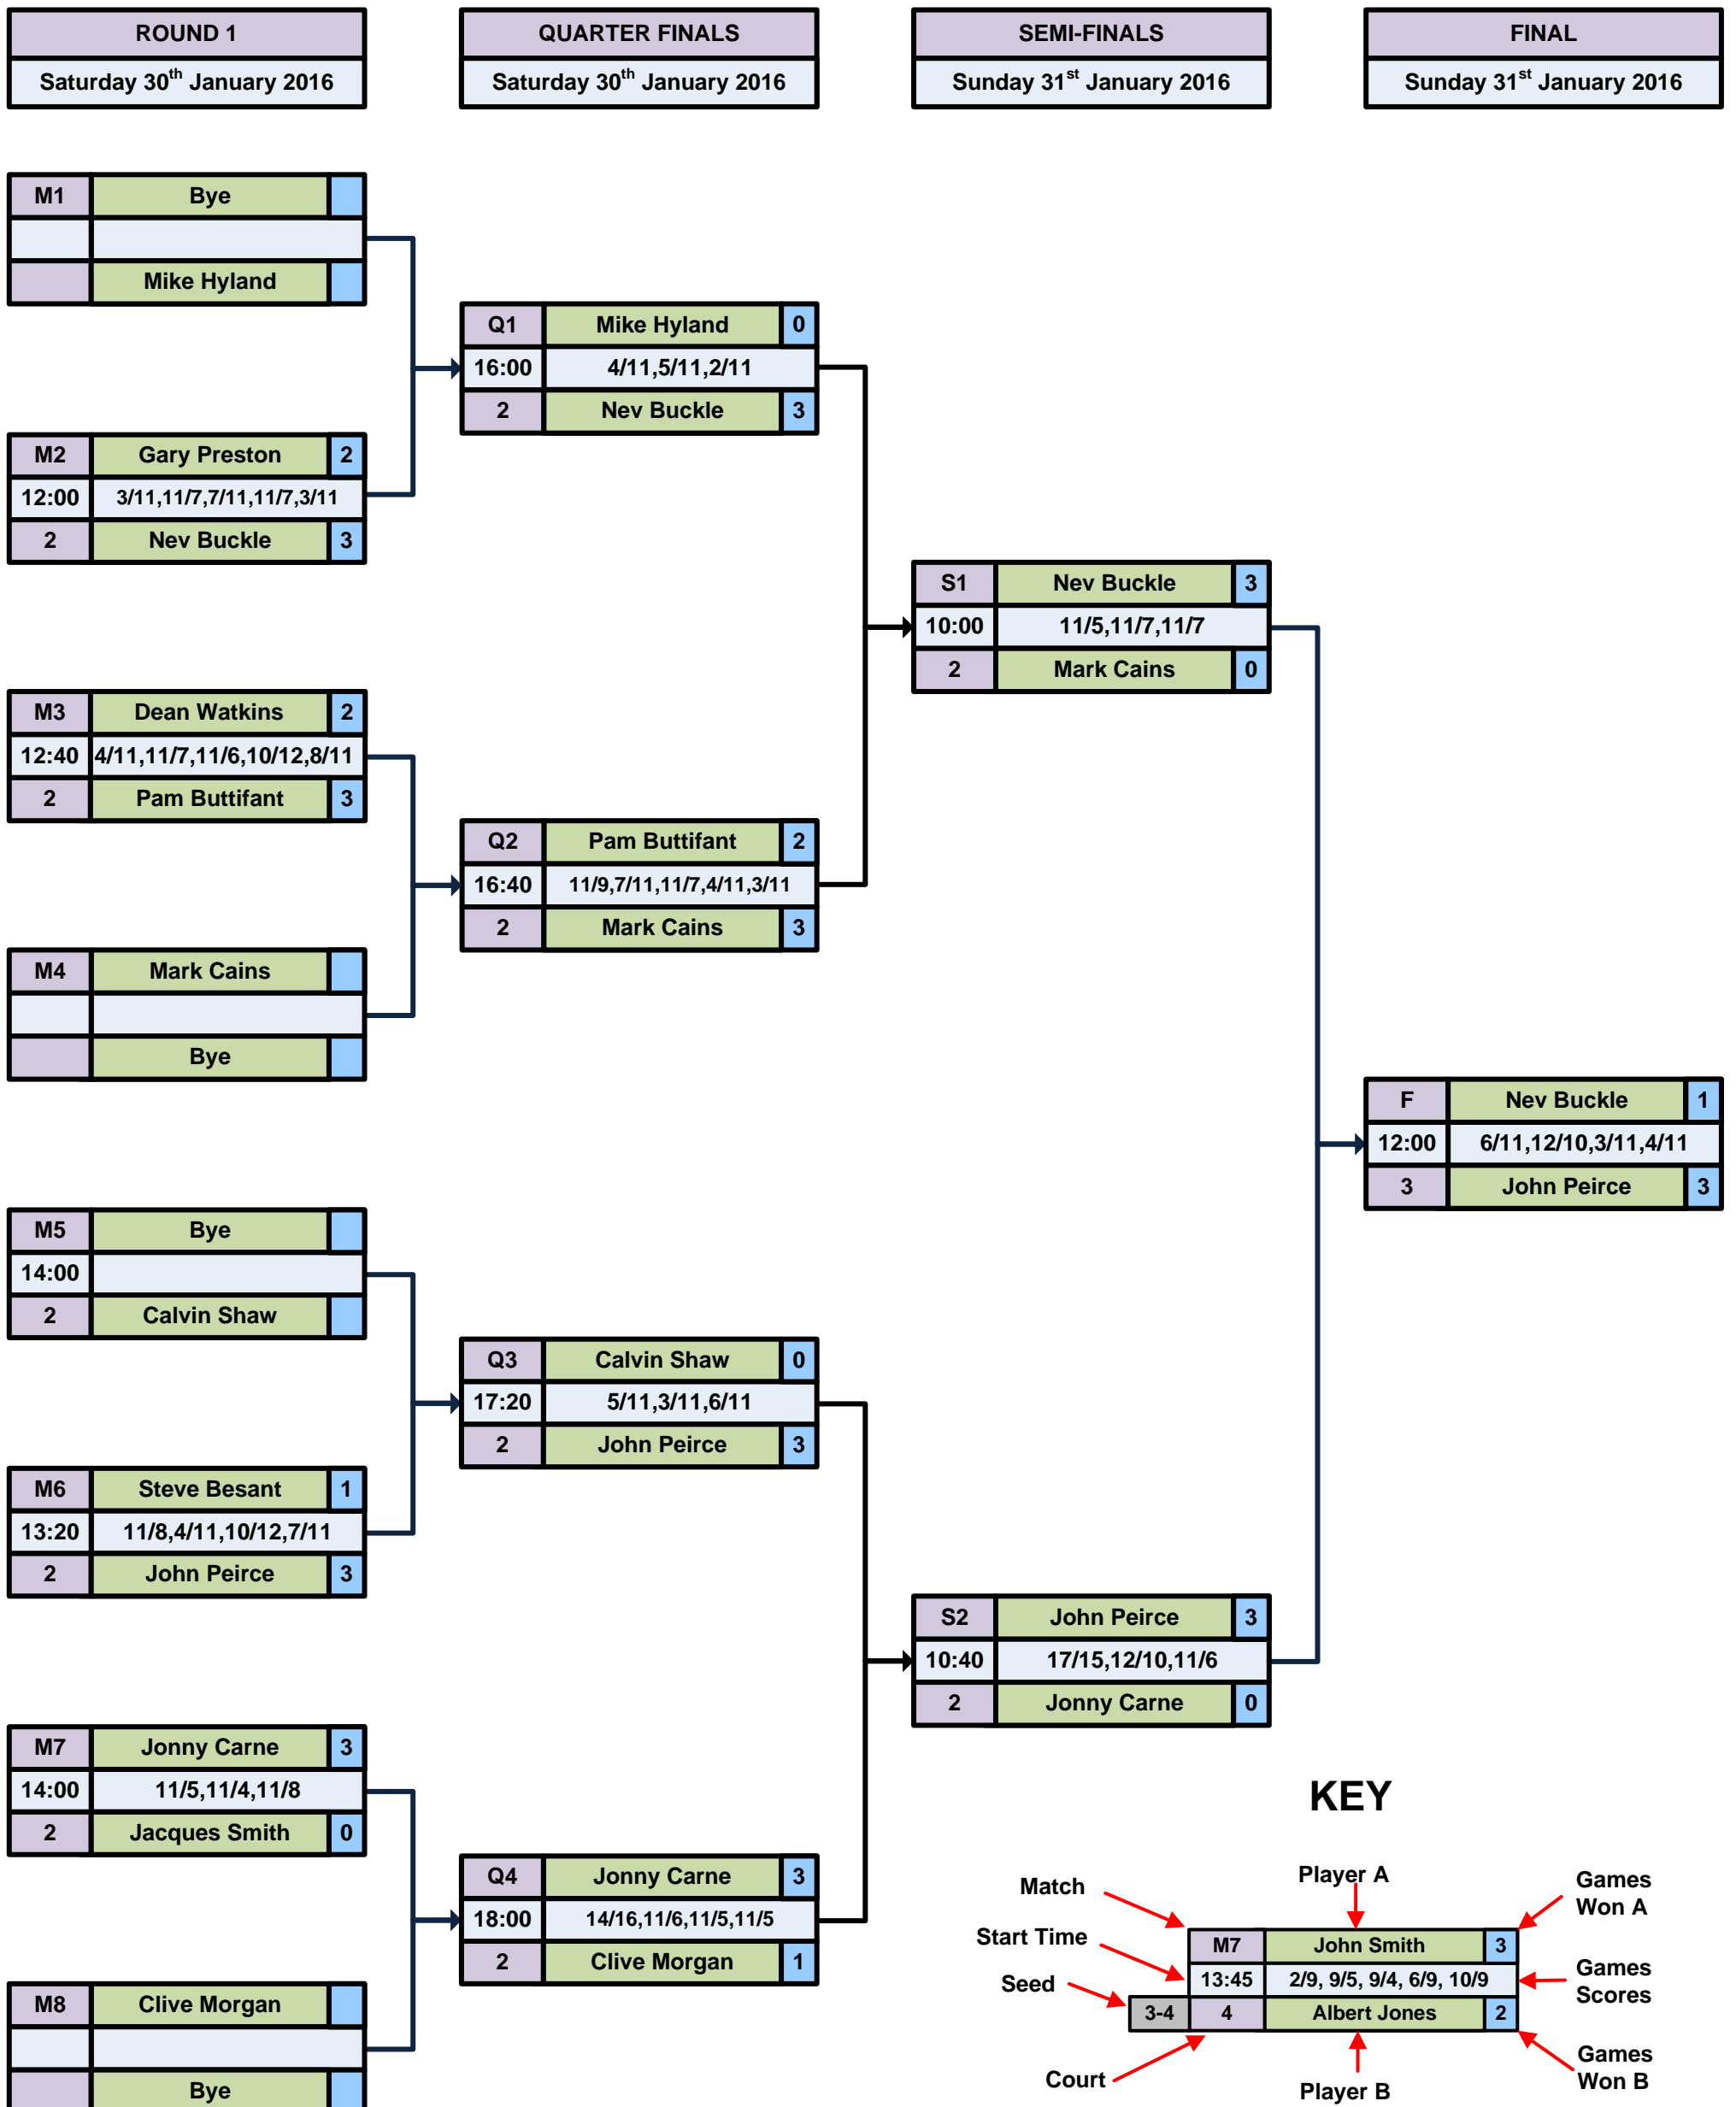 ROUND 1
Saturday 30th January 2016
QUARTER FINALS
Saturday 30th January 2016
SEMI-FINALS
Sunday 31st January 2016
FINAL
Sunday 31st January 2016
M1 Bye
Mike Hyland
M2 Gary Preston 2
12:00 3/11,11/7,7/11,11/7,3/11
2 Nev Buckle 3
M3 Dean Watkins 2
12:40 4/11,11/7,11/6,10/12,8/11
2 Pam Buttifant 3
M4 Mark Cains
Bye
M5 Bye
14:00
2 Calvin Shaw
M6 Steve Besant 1
13:20 11/8,4/11,10/12,7/11
2 John Peirce 3
M7 Jonny Carne 3
14:00 11/5,11/4,11/8
2 Jacques Smith 0
M8 Clive Morgan
Bye
Q1 Mike Hyland 0
16:00 4/11,5/11,2/11
2 Nev Buckle 3
Q2 Pam Buttifant 2
16:40 11/9,7/11,11/7,4/11,3/11
2 Mark Cains 3
Q3 Calvin Shaw 0
17:20 5/11,3/11,6/11
2 John Peirce 3
Q4 Jonny Carne 3
18:00 14/16,11/6,11/5,11/5
2 Clive Morgan 1
S1 Nev Buckle 3
10:00 11/5,11/7,11/7
2 Mark Cains 0
S2 John Peirce 3
10:40 17/15,12/10,11/6
2 Jonny Carne 0
F Nev Buckle 1
12:00 6/11,12/10,3/11,4/11
3 John Peirce 3
KEY
Match
Player A
Games
Won A
Start Time
Seed
M7 John Smith 3
13:45 2/9, 9/5, 9/4, 6/9, 10/9
3-4 4 Albert Jones 2
Games
Scores
Court
Player B
Games
Won B